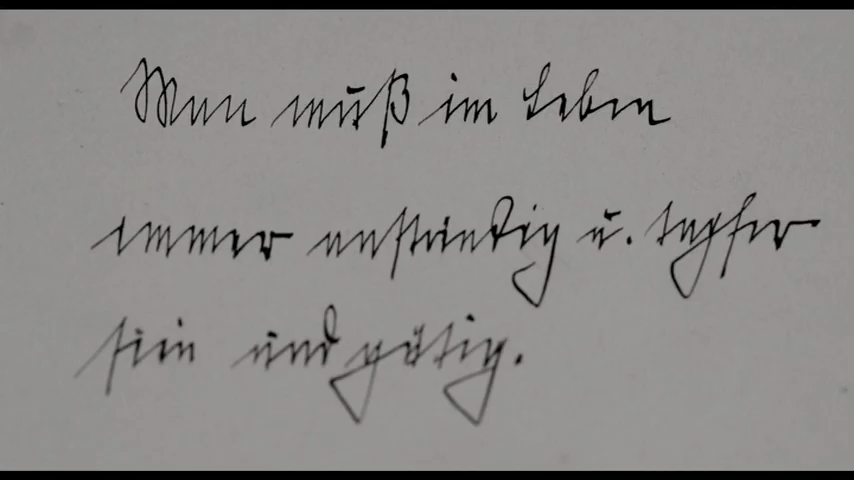 Man muß im Leben
immer anständig u. tapfer
sein und gütig.